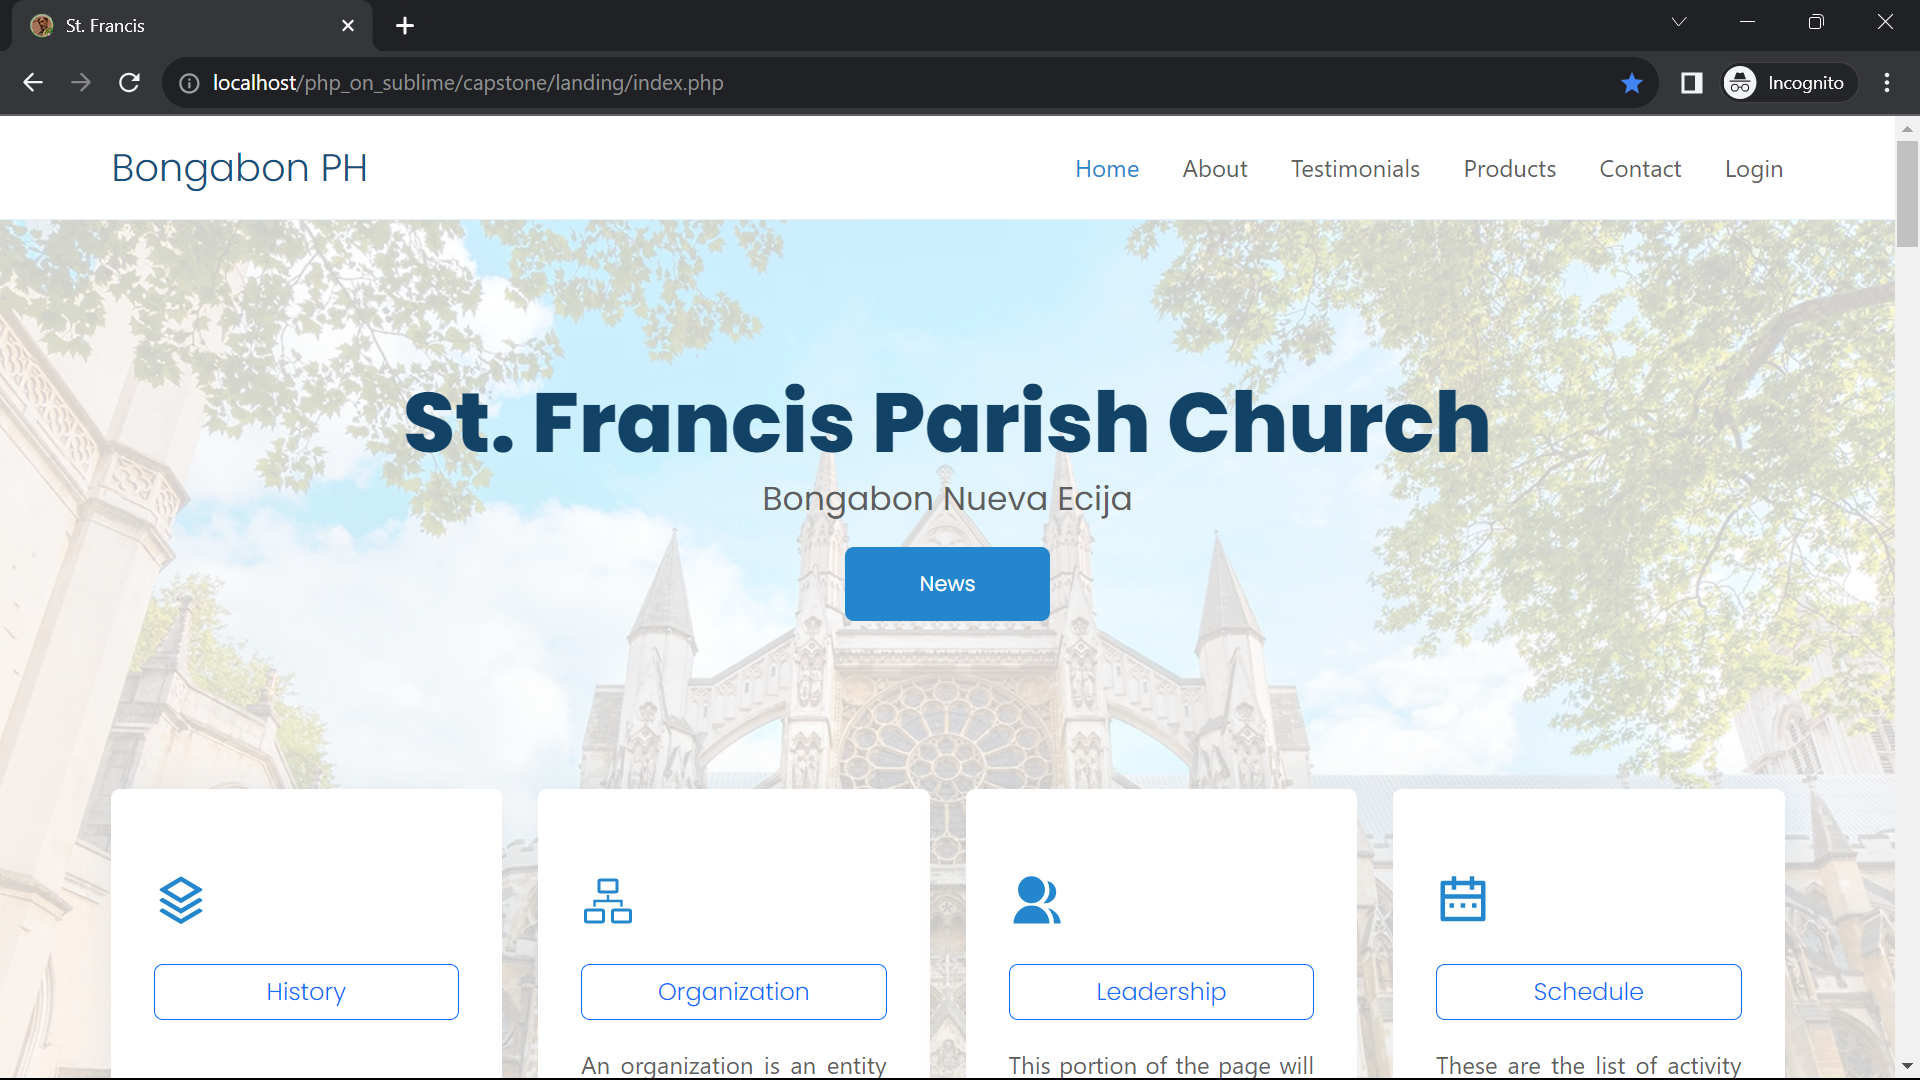 St. Francis
localhost/php_on_sublime/capstone/landing/index.php
Incognito
Bongabon PH
Home About Testimonials Products Contact Login
St. Francis Parish Church
Bongabon Nueva Ecija
News
History Organization Leadership Schedule
An organization is an entity
This portion of the page will
These are the list of activity